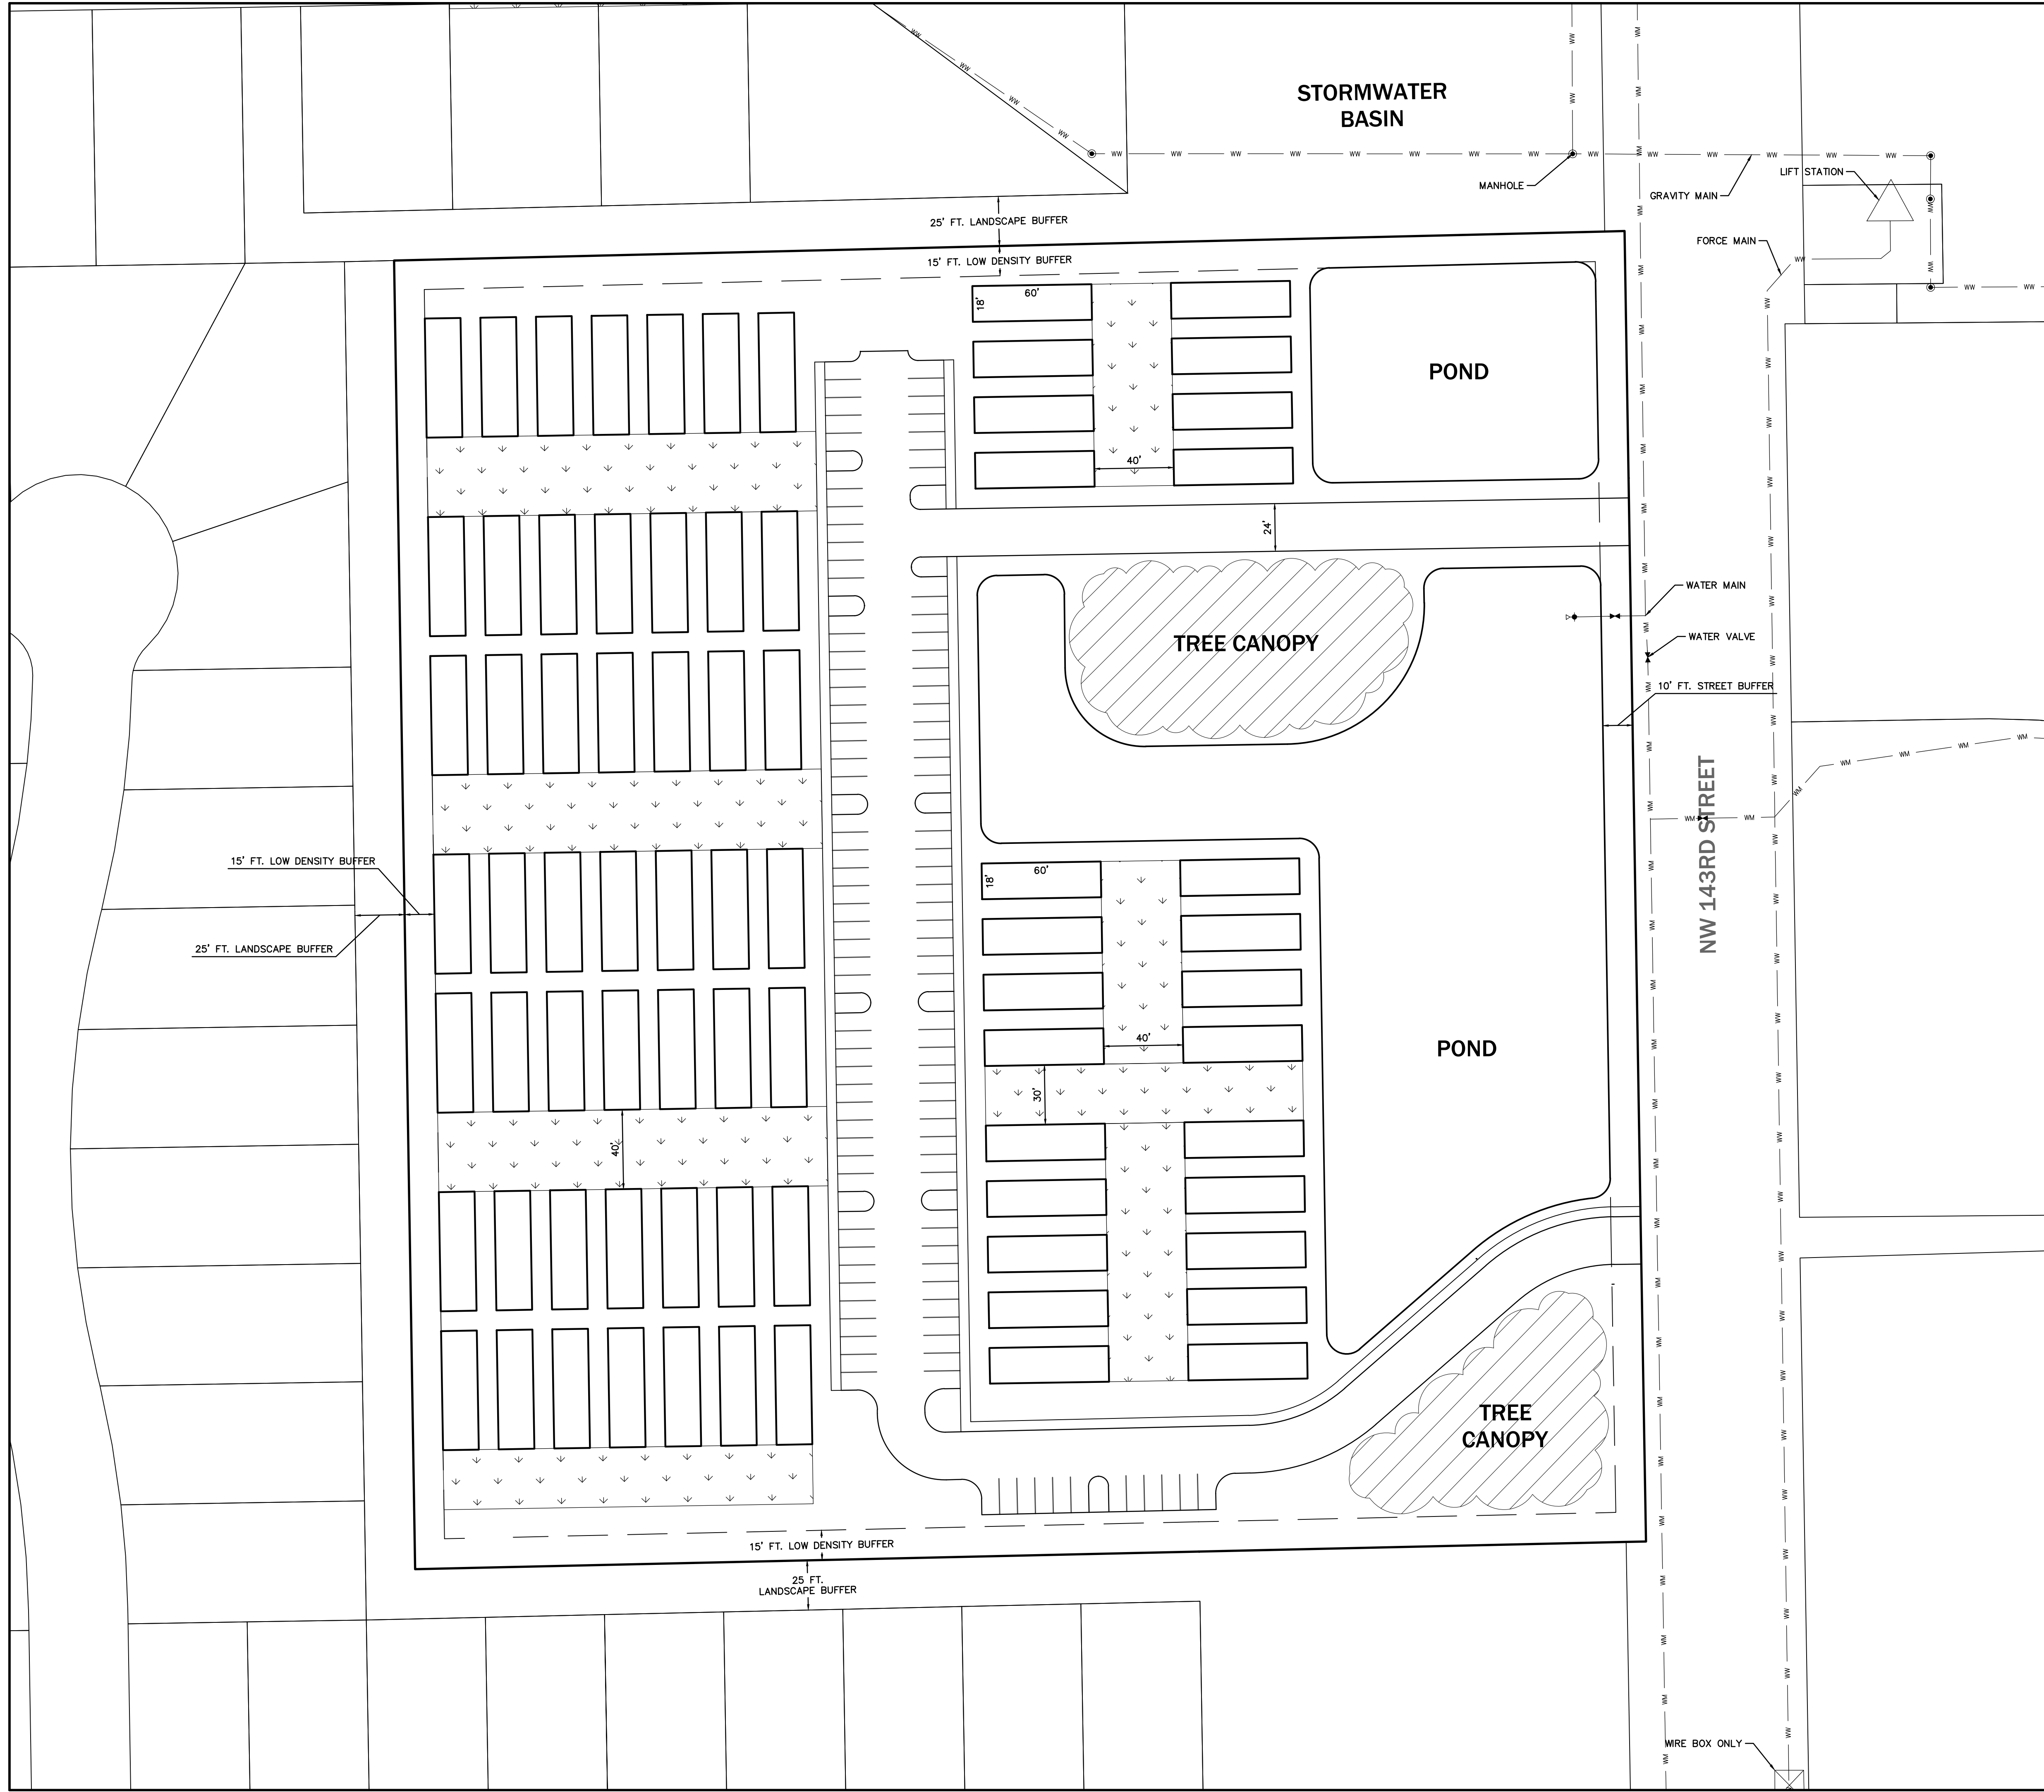 STORMWATER
BASIN
MANHOLE
GRAVITY MAIN
LIFT STATION
FORCE MAIN
25' FT. LANDSCAPE BUFFER
15' FT. LOW DENSITY BUFFER
18'
60'
40'
POND
24'
TREE CANOPY
WATER MAIN
WATER VALVE
10' FT. STREET BUFFER
NW 143RD STREET
15' FT. LOW DENSITY BUFFER
25' FT. LANDSCAPE BUFFER
18'
60'
40'
30'
40'
POND
TREE
CANOPY
15' FT. LOW DENSITY BUFFER
25 FT.
LANDSCAPE BUFFER
WIRE BOX ONLY
WW
WM